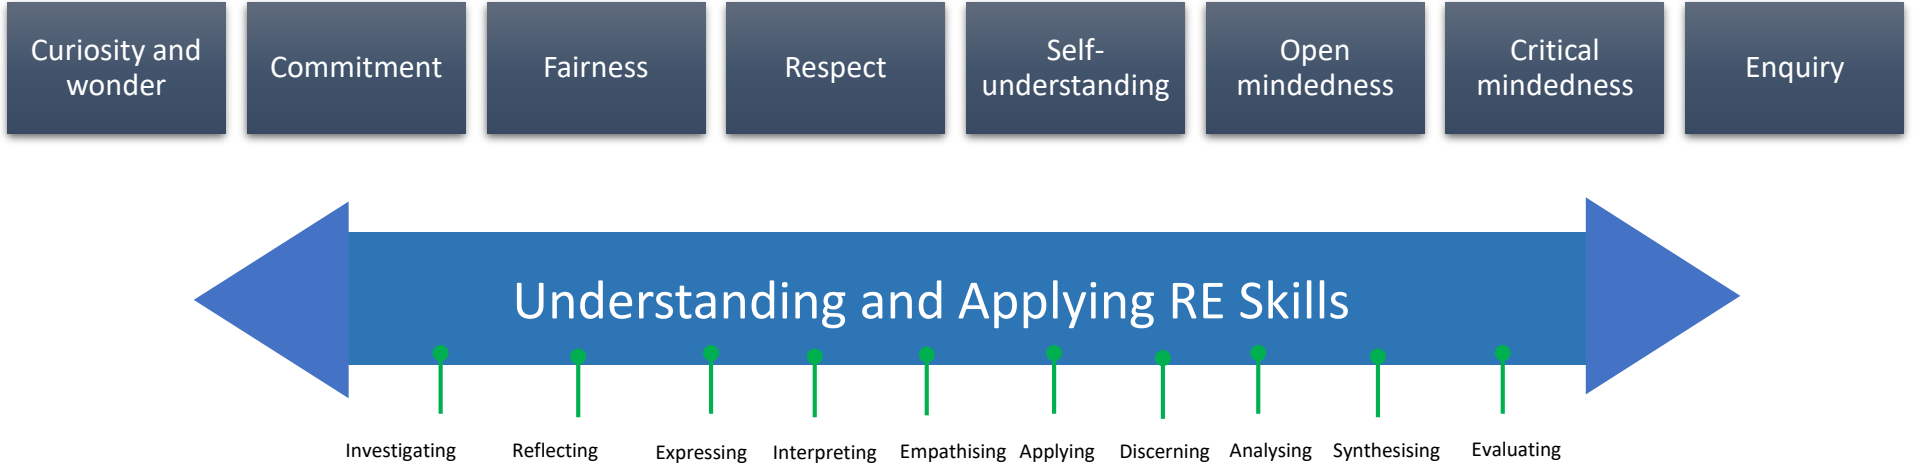 Curiosity and
wonder
Commitment
Fairness
Respect
Self-
understanding
Open
mindedness
Critical
mindedness
Enquiry
Understanding and Applying RE Skills
Investigating
Reflecting
Expressing
Interpreting
Empathising
Applying
Discerning
Analysing
Synthesising
Evaluating